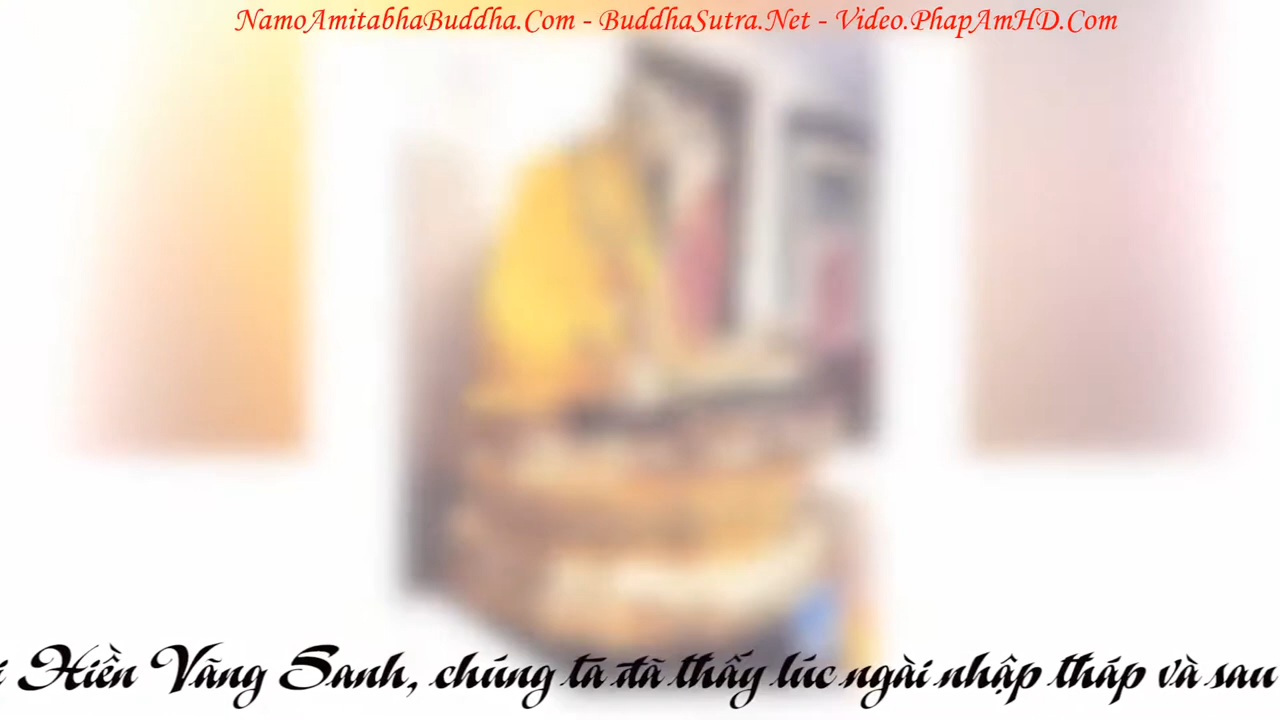 NamoAmitabhaBuddha.Com - BuddhaSutra.Net - Video.PhapAmHD.Com
Hiền Vãng Sanh, chúng ta đã thấy lúc ngài nhập tháp và sau